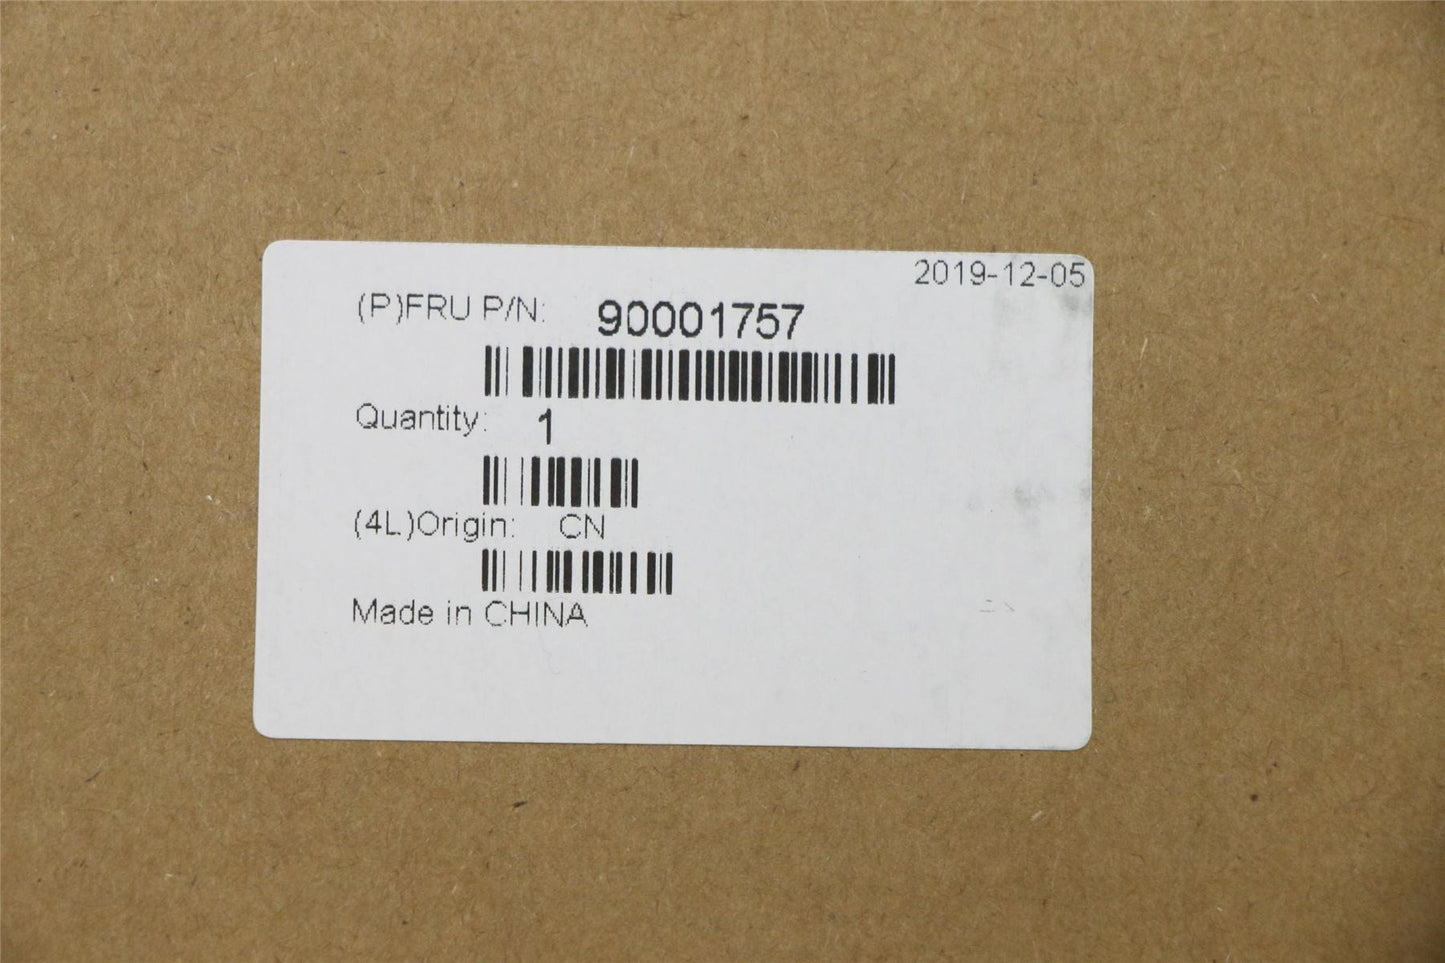 2019-12-05
(P)FRU P/N: 90001757
Quantity: 1
(4L)Origin: CN
Made in CHINA